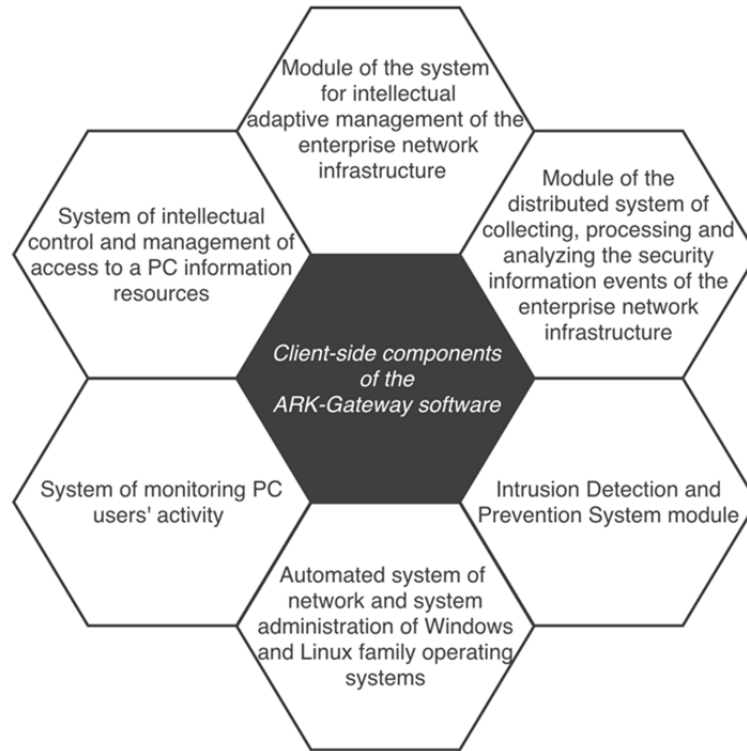 Module of the system
for intellectual
adaptive management of the
enterprise network
infrastructure
System of intellectual
control and management of
access to a PC information
resources
Module of the
distributed system of
collecting, processing and
analyzing the security
information events of the
enterprise network
infrastructure
Client-side components
of the
ARK-Gateway software
System of monitoring PC
users' activity
Intrusion Detection and
Prevention System module
Automated system of
network and system
administration of Windows
and Linux family operating
systems